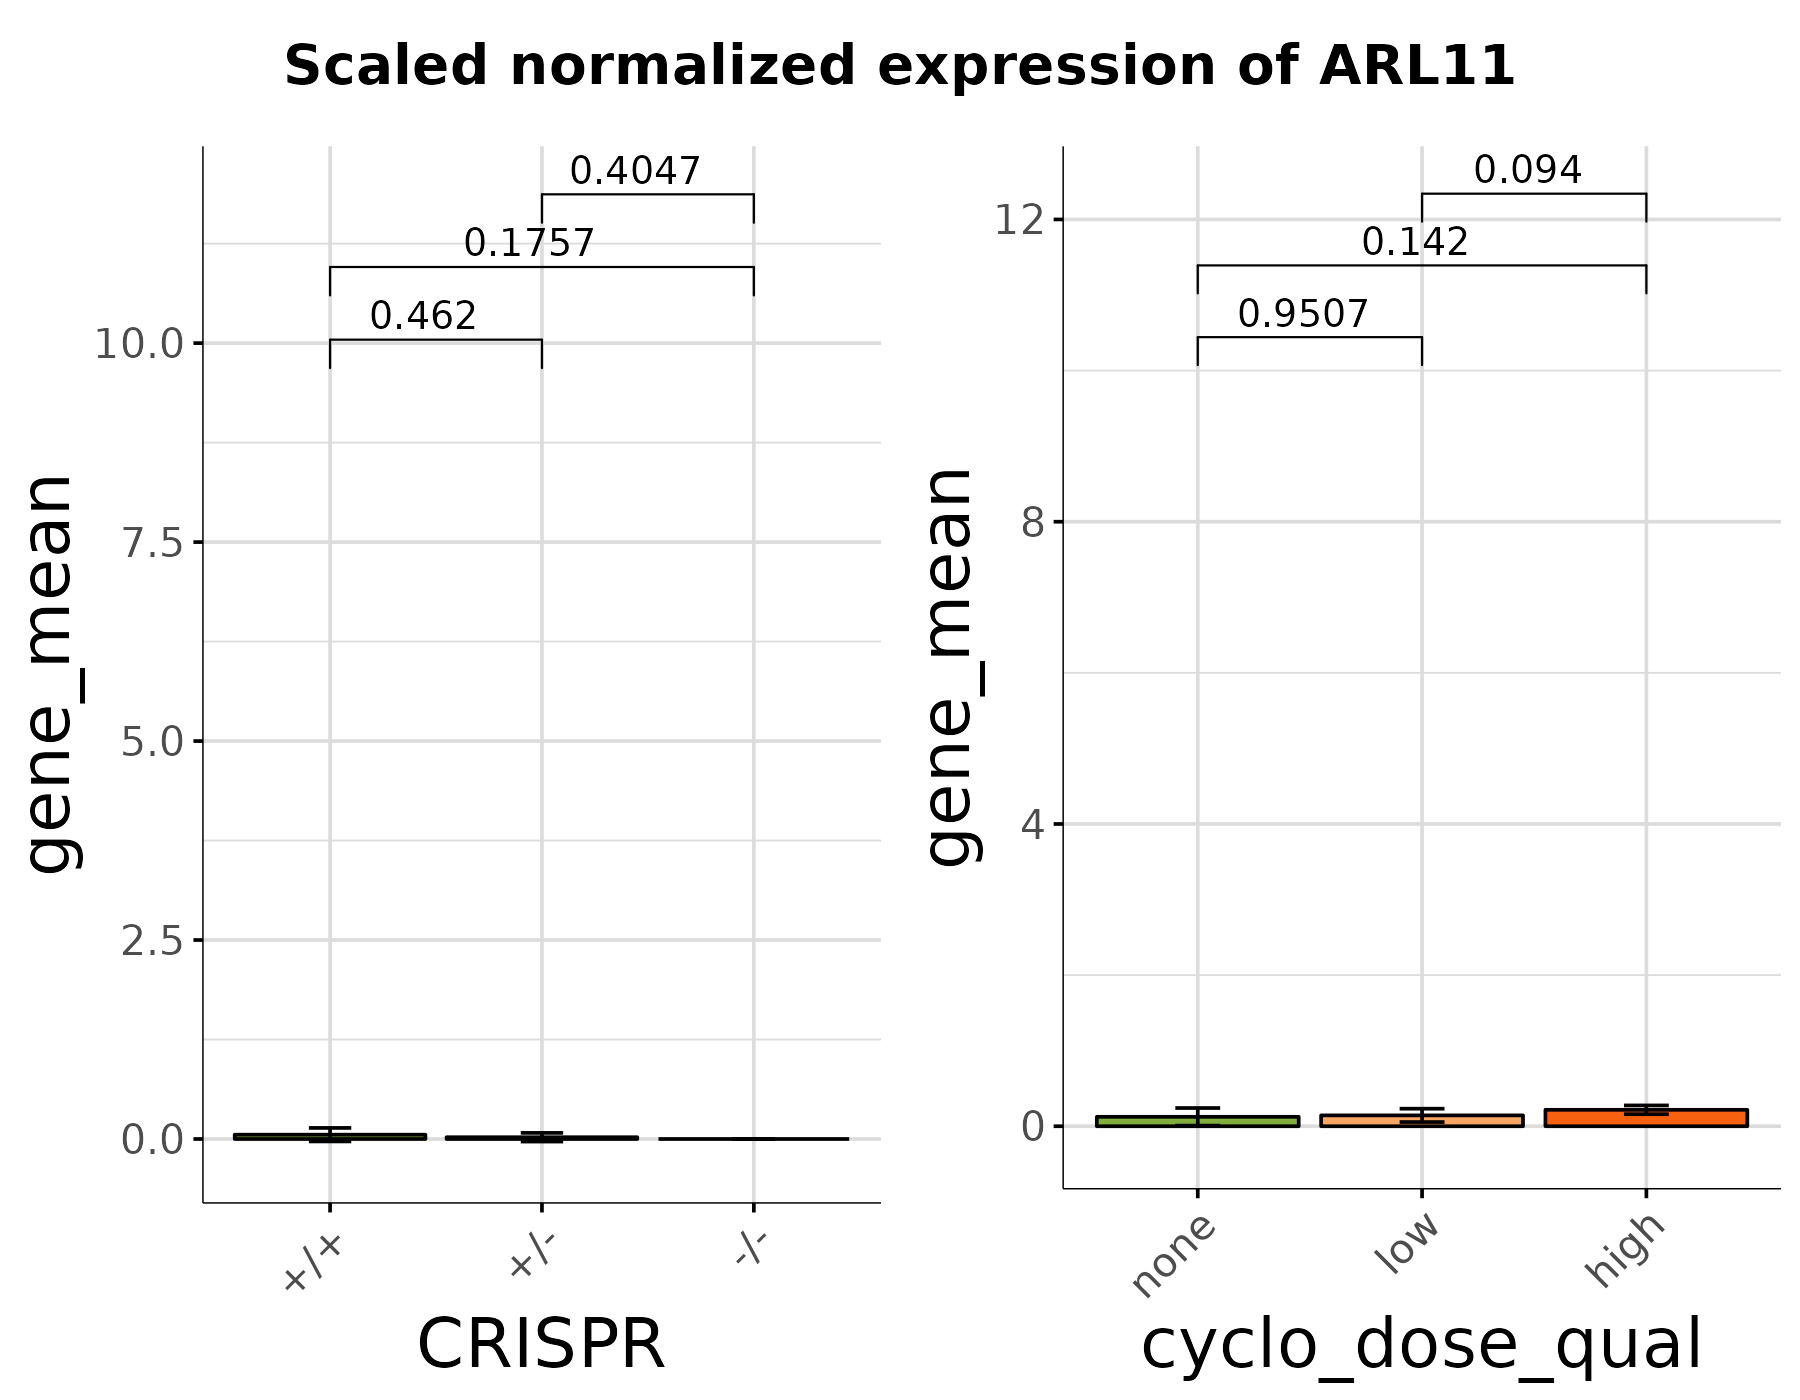 Scaled normalized expression of ARL11
gene_mean
10.0
7.5
5.0
2.5
0.0
0.4047
0.1757
0.462
+/+
+/-
-/-
CRISPR
gene_mean
12
8
4
0
0.094
0.142
0.9507
none
low
high
cyclo_dose_qual